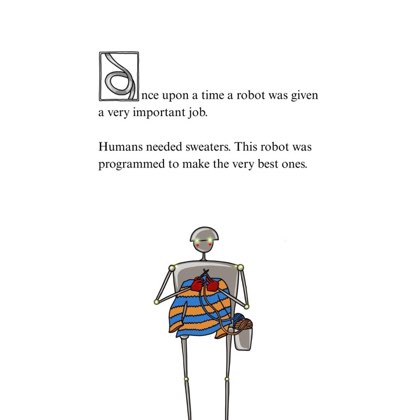 Once upon a time a robot was given
a very important job.
Humans needed sweaters. This robot was
programmed to make the very best ones.